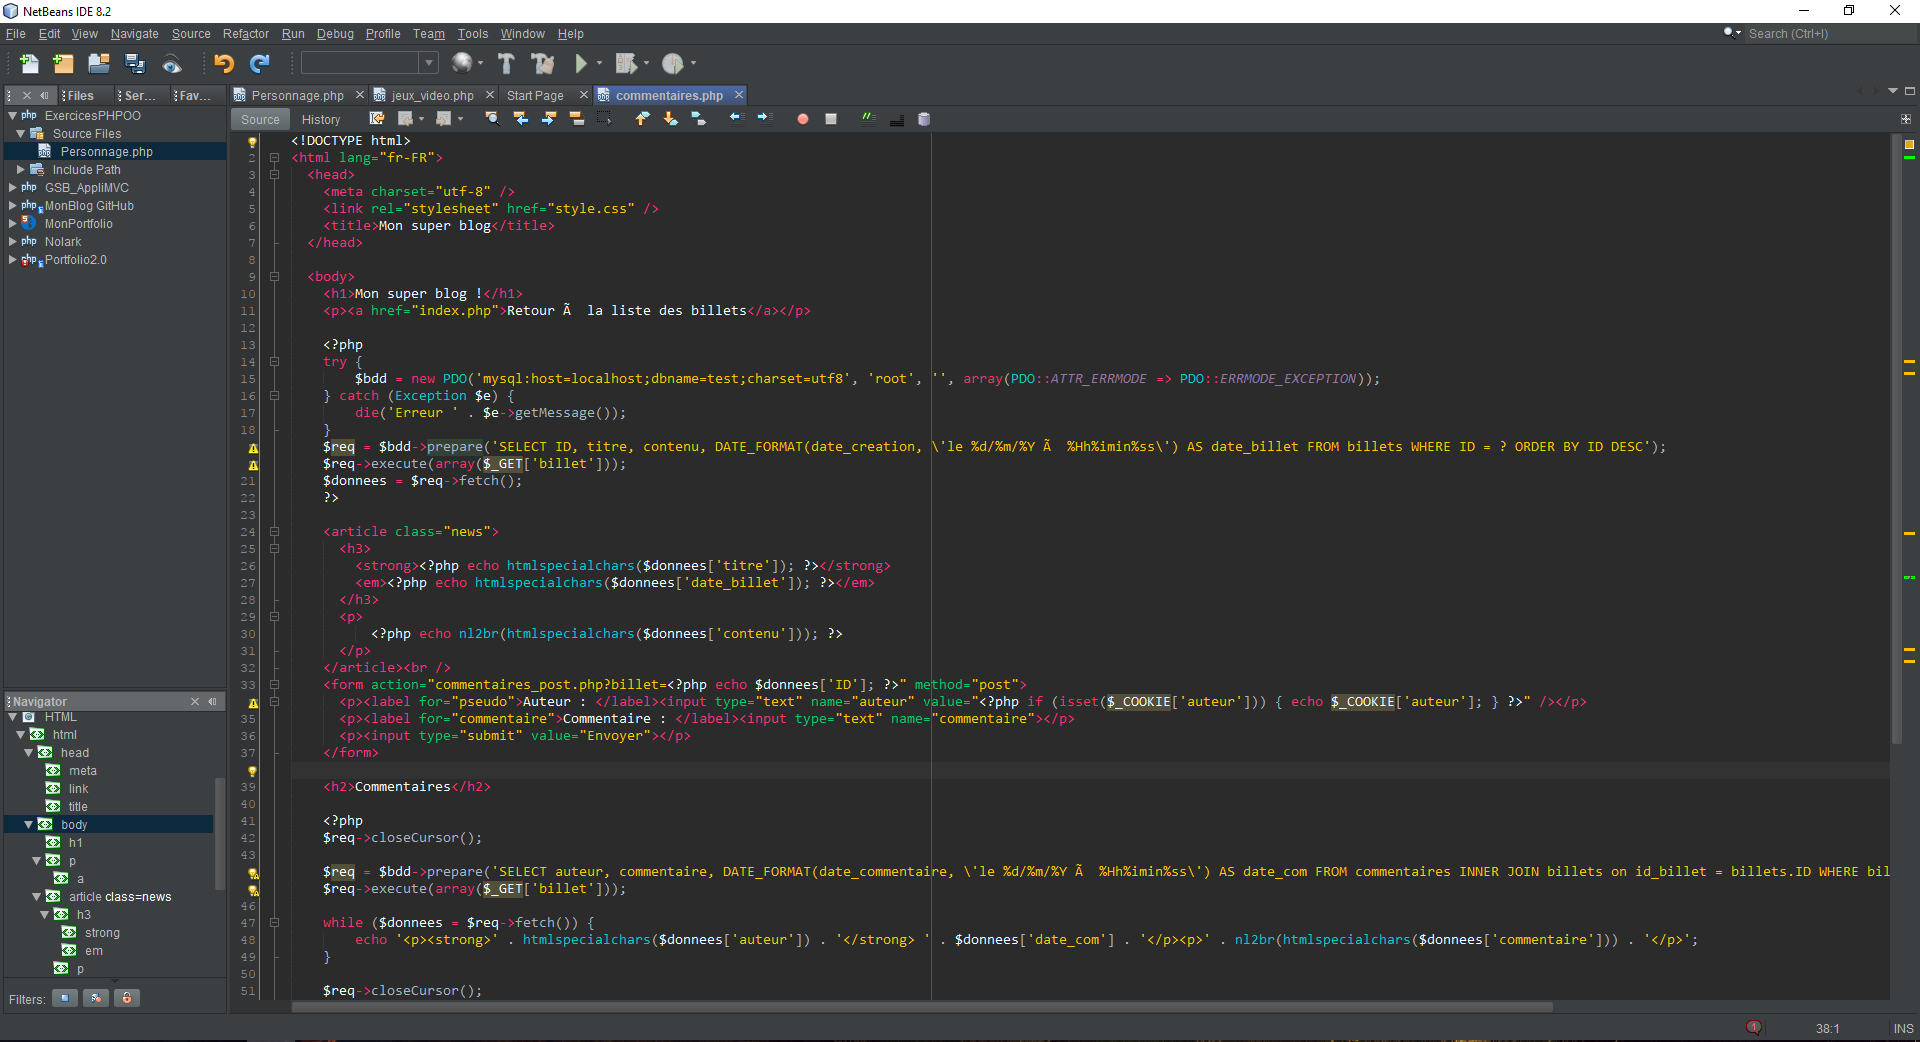 NetBeans IDE 8.2
File Edit View Navigate Source Refactor Run Debug Profile Team Tools Window Help
Search (Ctrl+I)
Files Ser... Fav...
Personnage.php jeux_video.php Start Page commentaires.php
Source History
ExercicesPHPOO
Source Files
Personnage.php
Include Path
GSB_AppliMVC
MonBlog GitHub
MonPortfolio
Nolark
Portfolio2.0
Navigator
HTML
html
head
meta
link
title
body
h1
p
a
article class=news
h3
strong
em
p
Filters:
<!DOCTYPE html>
2 <html lang="fr-FR">
3 <head>
4 <meta charset="utf-8" />
5 <link rel="stylesheet" href="style.css" />
6 <title>Mon super blog</title>
7 </head>
8
9 <body>
10 <h1>Mon super blog !</h1>
11 <p><a href="index.php">Retour Ã  la liste des billets</a></p>
12
13 <?php
14 try {
15 $bdd = new PDO('mysql:host=localhost;dbname=test;charset=utf8', 'root', '', array(PDO::ATTR_ERRMODE => PDO::ERRMODE_EXCEPTION));
16 } catch (Exception $e) {
17 die('Erreur ' . $e->getMessage());
18 }
$req = $bdd->prepare('SELECT ID, titre, contenu, DATE_FORMAT(date_creation, \'le %d/%m/%Y Ã  %Hh%imin%ss\') AS date_billet FROM billets WHERE ID = ? ORDER BY ID DESC');
$req->execute(array($_GET['billet']));
21 $donnees = $req->fetch();
22 ?>
23
24 <article class="news">
25 <h3>
26 <strong><?php echo htmlspecialchars($donnees['titre']); ?></strong>
27 <em><?php echo htmlspecialchars($donnees['date_billet']); ?></em>
28 </h3>
29 <p>
30 <?php echo nl2br(htmlspecialchars($donnees['contenu'])); ?>
31 </p>
32 </article><br />
33 <form action="commentaires_post.php?billet=<?php echo $donnees['ID']; ?>" method="post">
<p><label for="pseudo">Auteur : </label><input type="text" name="auteur" value="<?php if (isset($_COOKIE['auteur'])) { echo $_COOKIE['auteur']; } ?>" /></p>
35 <p><label for="commentaire">Commentaire : </label><input type="text" name="commentaire"></p>
36 <p><input type="submit" value="Envoyer"></p>
37 </form>
39 <h2>Commentaires</h2>
40
41 <?php
42 $req->closeCursor();
43
$req = $bdd->prepare('SELECT auteur, commentaire, DATE_FORMAT(date_commentaire, \'le %d/%m/%Y Ã  %Hh%imin%ss\') AS date_com FROM commentaires INNER JOIN billets on id_billet = billets.ID WHERE bil
$req->execute(array($_GET['billet']));
46
47 while ($donnees = $req->fetch()) {
48 echo '<p><strong>' . htmlspecialchars($donnees['auteur']) . '</strong> ' . $donnees['date_com'] . '</p><p>' . nl2br(htmlspecialchars($donnees['commentaire'])) . '</p>';
49 }
50
51 $req->closeCursor();
1 38:1 INS